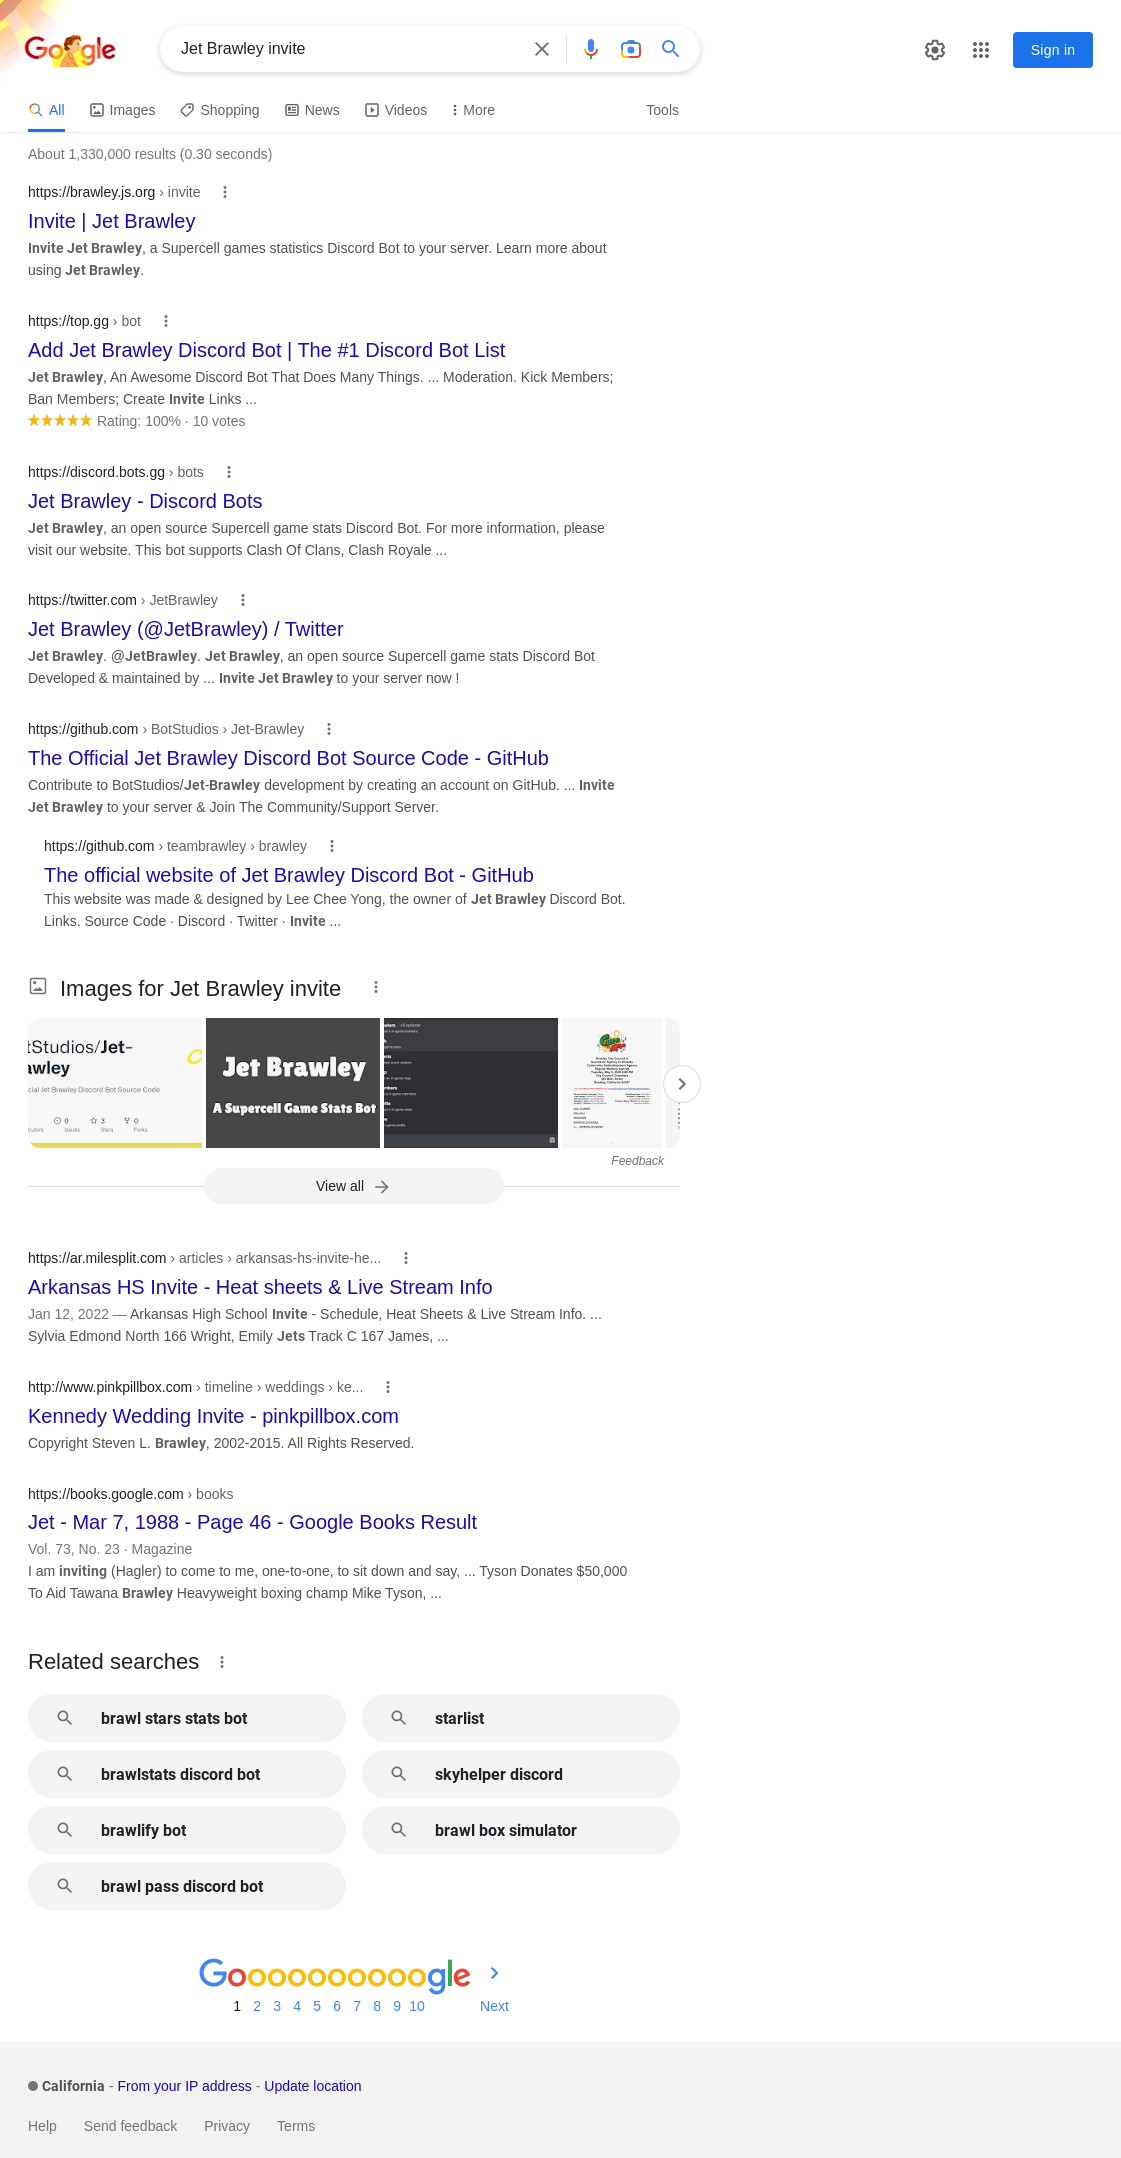 Google
Jet Brawley invite
Sign in
All Images Shopping News Videos More Tools
About 1,330,000 results (0.30 seconds)
https://brawley.js.org › invite
Invite | Jet Brawley
Invite Jet Brawley, a Supercell games statistics Discord Bot to your server. Learn more about
using Jet Brawley.
https://top.gg › bot
Add Jet Brawley Discord Bot | The #1 Discord Bot List
Jet Brawley, An Awesome Discord Bot That Does Many Things. ... Moderation. Kick Members;
Ban Members; Create Invite Links ...
Rating: 100% · 10 votes
https://discord.bots.gg › bots
Jet Brawley - Discord Bots
Jet Brawley, an open source Supercell game stats Discord Bot. For more information, please
visit our website. This bot supports Clash Of Clans, Clash Royale ...
https://twitter.com › JetBrawley
Jet Brawley (@JetBrawley) / Twitter
Jet Brawley. @JetBrawley. Jet Brawley, an open source Supercell game stats Discord Bot
Developed & maintained by ... Invite Jet Brawley to your server now !
https://github.com › BotStudios › Jet-Brawley
The Official Jet Brawley Discord Bot Source Code - GitHub
Contribute to BotStudios/Jet-Brawley development by creating an account on GitHub. ... Invite
Jet Brawley to your server & Join The Community/Support Server.
https://github.com › teambrawley › brawley
The official website of Jet Brawley Discord Bot - GitHub
This website was made & designed by Lee Chee Yong, the owner of Jet Brawley Discord Bot.
Links. Source Code · Discord · Twitter · Invite ...
Images for Jet Brawley invite
tStudios/Jet-
awley
cial Jet Brawley Discord Bot Source Code
0 3 0
Issues Stars Forks
Jet Brawley
A Supercell Game Stats Bot
Feedback
View all
https://ar.milesplit.com › articles › arkansas-hs-invite-he...
Arkansas HS Invite - Heat sheets & Live Stream Info
Jan 12, 2022 — Arkansas High School Invite - Schedule, Heat Sheets & Live Stream Info. ...
Sylvia Edmond North 166 Wright, Emily Jets Track C 167 James, ...
http://www.pinkpillbox.com › timeline › weddings › ke...
Kennedy Wedding Invite - pinkpillbox.com
Copyright Steven L. Brawley, 2002-2015. All Rights Reserved.
https://books.google.com › books
Jet - Mar 7, 1988 - Page 46 - Google Books Result
Vol. 73, No. 23 · Magazine
I am inviting (Hagler) to come to me, one-to-one, to sit down and say, ... Tyson Donates $50,000
To Aid Tawana Brawley Heavyweight boxing champ Mike Tyson, ...
Related searches
brawl stars stats bot starlist
brawlstats discord bot skyhelper discord
brawlify bot brawl box simulator
brawl pass discord bot
Goooooooooogle
1 2 3 4 5 6 7 8 9 10 Next
California - From your IP address - Update location
Help Send feedback Privacy Terms